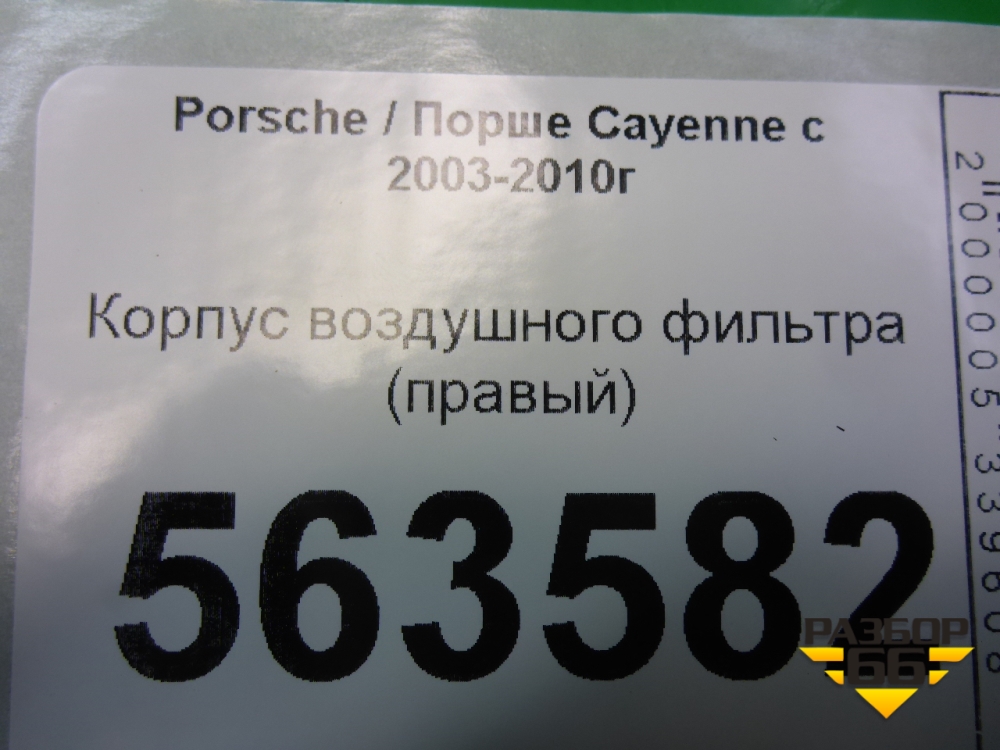 Porsche / Порше Cayenne с
2003-2010г
Корпус воздушного фильтра
(правый)
563582
РАЗБОР
66